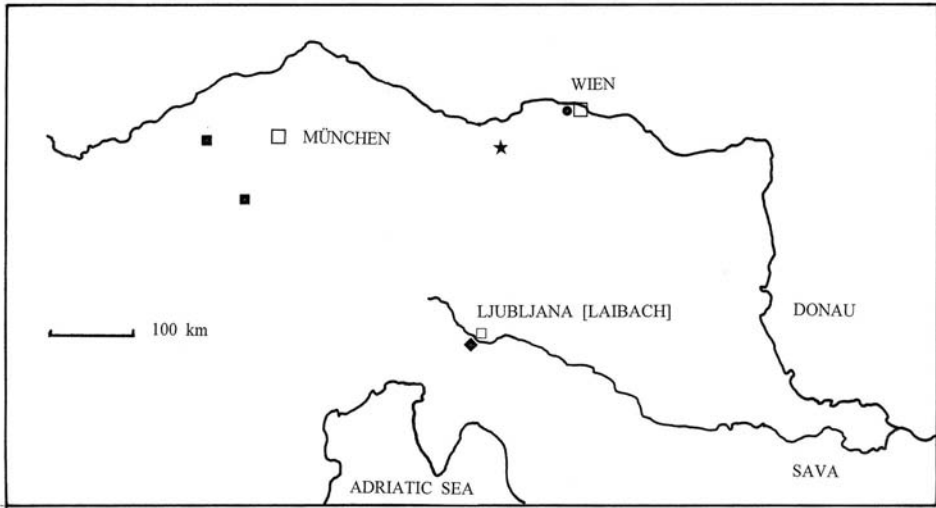 WIEN
MÜNCHEN
LJUBLJANA [LAIBACH]
100 km
DONAU
SAVA
ADRIATIC SEA